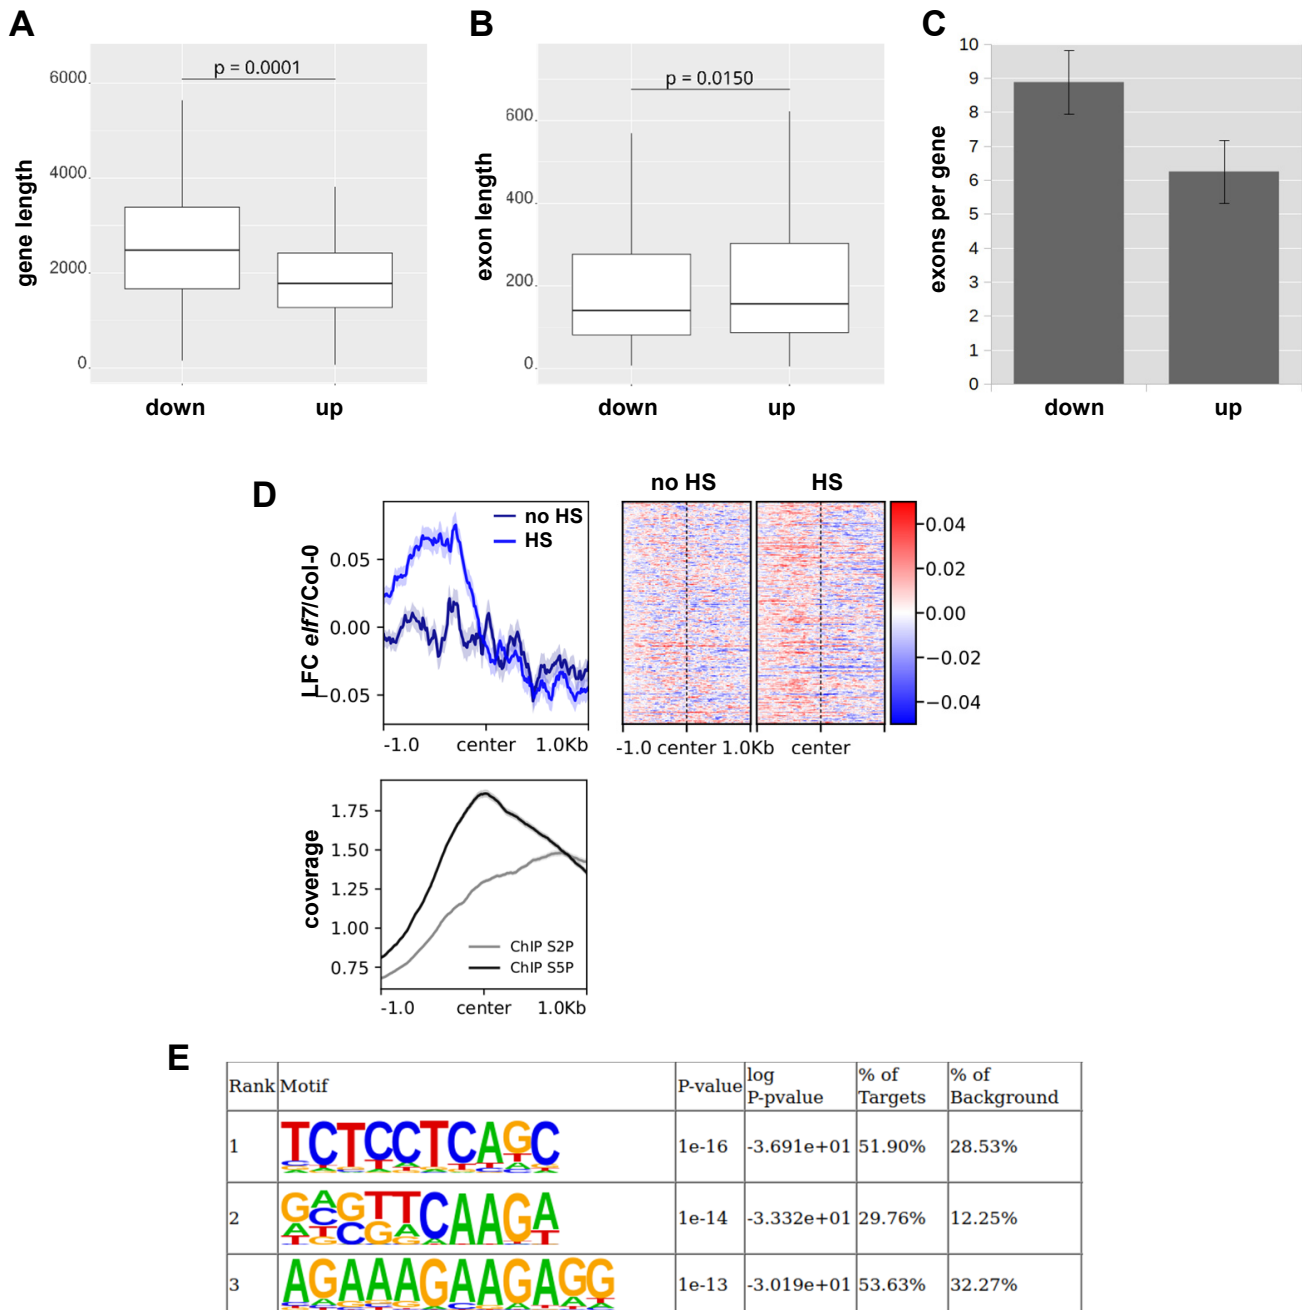 A
B
C
p = 0.0001
6000
4000
2000
0
gene length
down
up
p = 0.0150
600
400
200
0
exon length
down
up
10
9
8
7
6
5
4
3
2
1
0
exons per gene
down
up
D
no HS
HS
0.05
0.00
−0.05
LFC elf7/Col-0
-1.0 center 1.0Kb
no HS HS
0.04
0.02
0.00
−0.02
−0.04
-1.0 center 1.0Kb center
1.75
1.50
1.25
1.00
0.75
coverage
ChIP S2P
ChIP S5P
-1.0 center 1.0Kb
E
Rank Motif P-value log P-pvalue % of Targets % of Background
1 TCTCCTCAGC 1e-16 -3.691e+01 51.90% 28.53%
2 GAGTTCAAGA 1e-14 -3.332e+01 29.76% 12.25%
3 AGAAAGAAGAGG 1e-13 -3.019e+01 53.63% 32.27%